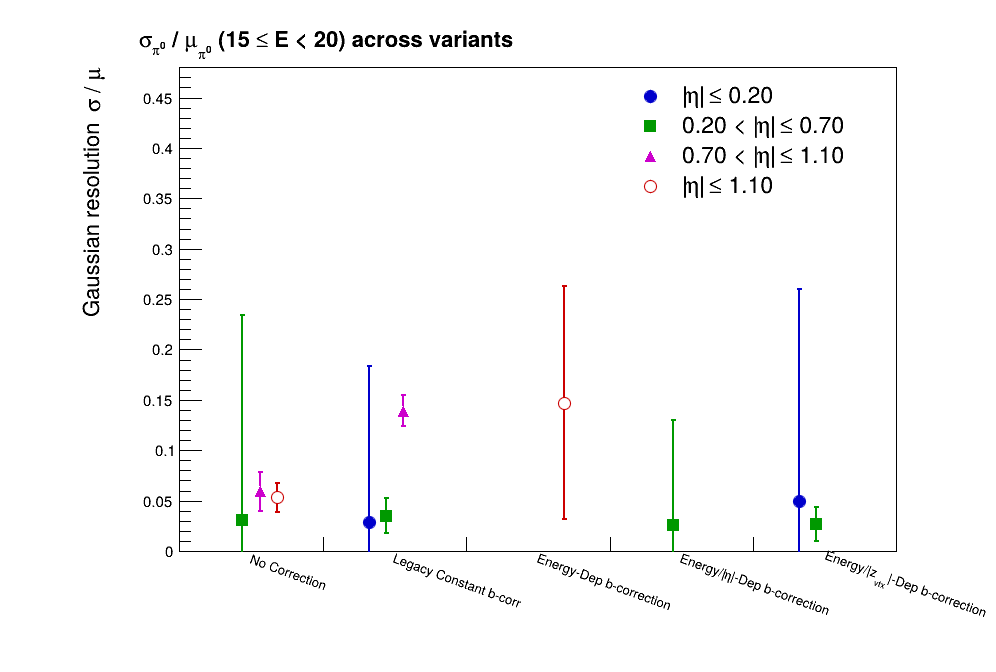 σπ⁰ / μπ⁰ (15 ≤ E < 20) across variants
Gaussian resolution σ / μ
|η| ≤ 0.20
0.20 < |η| ≤ 0.70
0.70 < |η| ≤ 1.10
|η| ≤ 1.10
0.45
0.4
0.35
0.3
0.25
0.2
0.15
0.1
0.05
0
No Correction
Legacy Constant b-corr
Energy-Dep b-correction
Energy/|η|-Dep b-correction
Energy/|z_vtx|-Dep b-correction